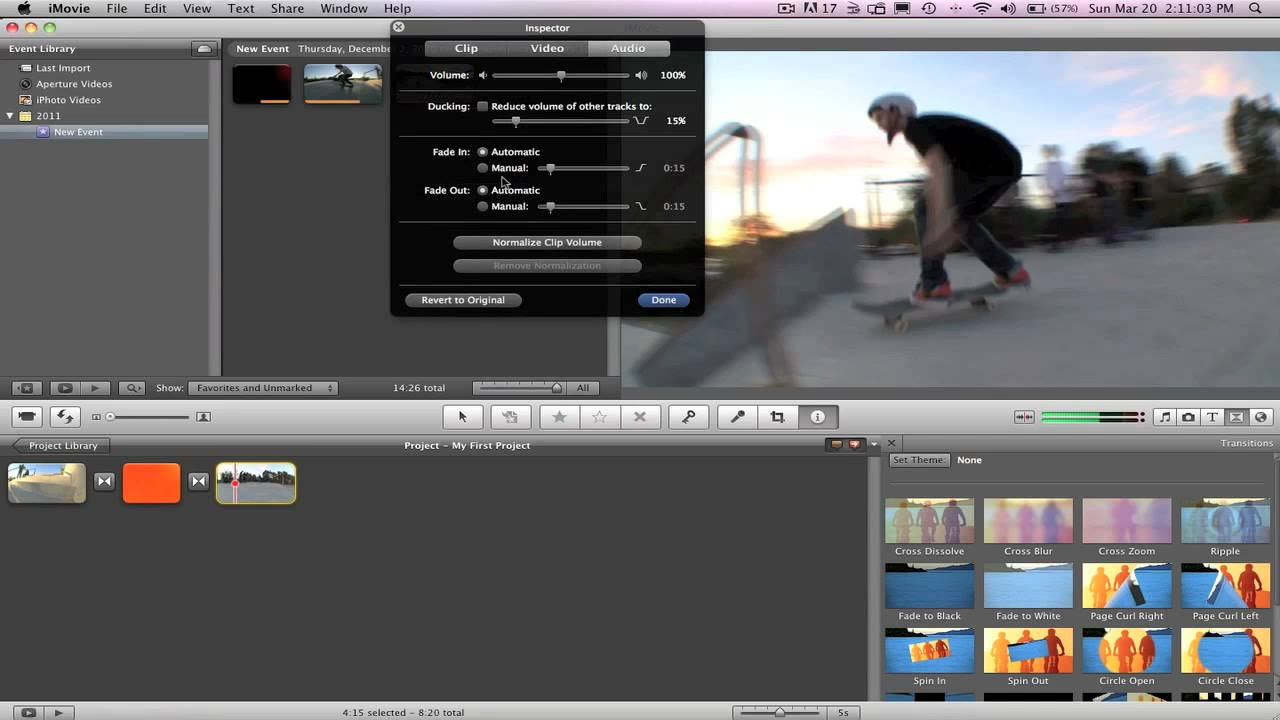 iMovie File Edit View Text Share Window Help
17 (57%) Sun Mar 20 2:11:03 PM
Inspector
Event Library
New Event Thursday, Decem
Clip Video Audio
Last Import
Aperture Videos
iPhoto Videos
2011
New Event
Volume: 100%
Ducking: Reduce volume of other tracks to:
15%
Fade In: Automatic
Manual: 0:15
Fade Out: Automatic
Manual: 0:15
Normalize Clip Volume
Remove Normalization
Revert to Original Done
Show: Favorites and Unmarked 14:26 total All
Project Library Project - My First Project Transitions
Set Theme: None
Cross Dissolve Cross Blur Cross Zoom Ripple
Fade to Black Fade to White Page Curl Right Page Curl Left
Spin In Spin Out Circle Open Circle Close
4:15 selected - 8:20 total 5s